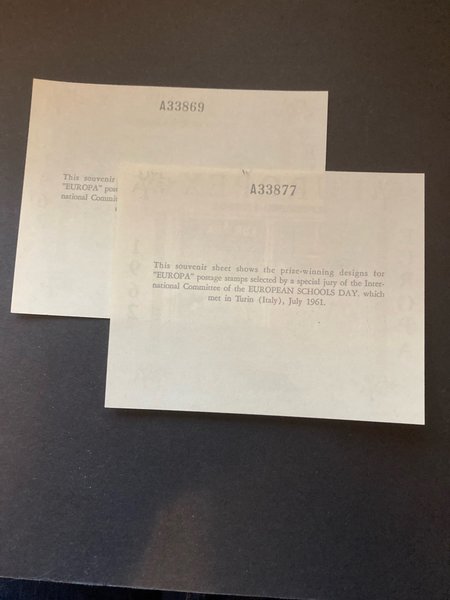 A33869
This souvenir
"EUROPA"
national
A33877
This souvenir sheet shows the prize-winning designs for
"EUROPA" postage stamps selected by a special jury of the Inter-
national Committee of the EUROPEAN SCHOOLS DAY, which
met in Turin (Italy), July 1961.